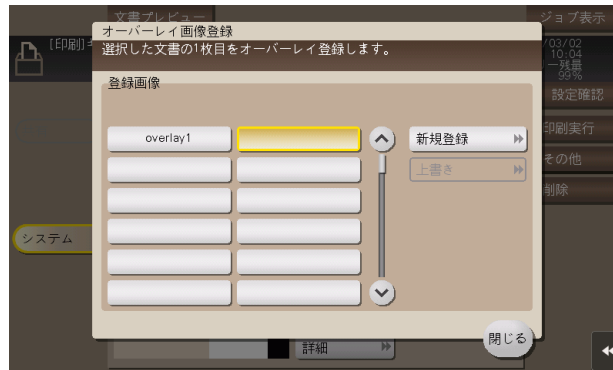 文書プレビュー
ジョブ表示
オーバーレイ画像登録
[印刷]
選択した文書の1枚目をオーバーレイ登録します。
/03/02
10:04
ー残量
99%
登録画像
設定確認
overlay1
新規登録
印刷実行
上書き
その他
削除
システム
閉じる
詳細